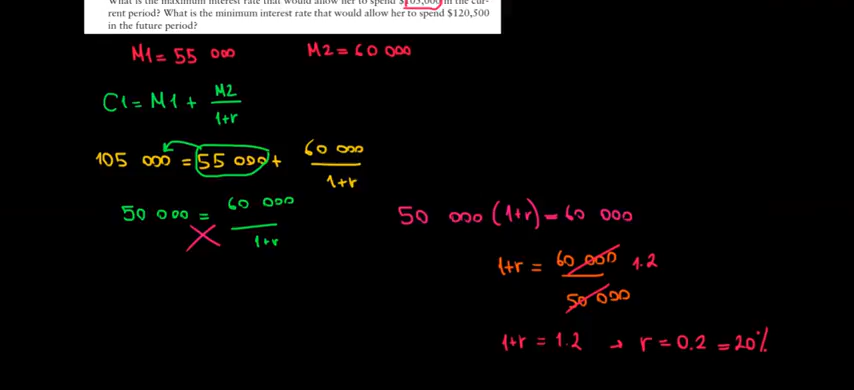 What is the maximum interest rate that would allow her to spend $105,000 in the cur-
rent period? What is the minimum interest rate that would allow her to spend $120,500
in the future period?
M1 = 55 000 M2 = 60 000
C1 = M1 + M2 / 1+r
105 000 = 55 000 + 60 000 / 1+r
50 000 = 60 000 / 1+r
50 000 (1+r) = 60 000
1+r = 60 000 / 50 000 1.2
1+r = 1.2 → r = 0.2 = 20%